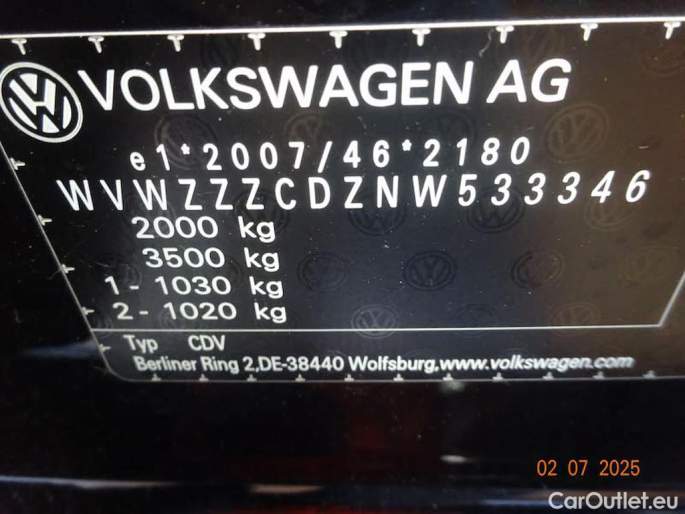 VOLKSWAGEN AG
e1*2007/46*2180
WVWZZZCDZNW533346
2000 kg
3500 kg
1 - 1030 kg
2 - 1020 kg
Typ CDV
Berliner Ring 2,DE-38440 Wolfsburg,www.volkswagen.com
02 07 2025
CarOutlet.eu